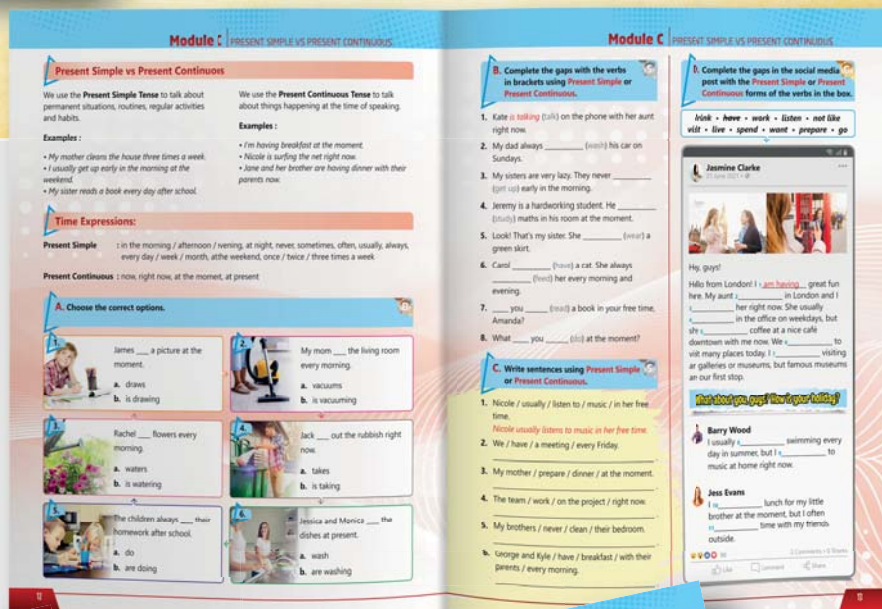 Module C PRESENT SIMPLE VS PRESENT CONTINUOUS
Present Simple vs Present Continuos
We use the Present Simple Tense to talk about
permanent situations, routines, regular activities
and habits.
Examples :
• My mother cleans the house three times a week.
• I usually get up early in the morning at the
weekend.
• My sister reads a book every day after school.
We use the Present Continuous Tense to talk
about things happening at the time of speaking.
Examples :
• I'm having breakfast at the moment.
• Nicole is surfing the net right now.
• Jane and her brother are having dinner with their
parents now.
Time Expressions:
Present Simple : in the morning / afternoon / rvening, at night, never, sometimes, often, usually, always,
every day / week / month, atthe weekend, once / twice / three times a week
Present Continuous : now, right now, at the momet, at present
A. Choose the correct options.
1.
James ___ a picture at the
moment.
a. draws
b. is drawing
2.
My mom ___ the living room
every morning.
a. vacuums
b. is vacuuming
3.
Rachel ___ flowers every
morning.
a. waters
b. is watering
4.
Jack ___ out the rubbish right
now.
a. takes
b. is taking
5.
The children always ___ their
homework after school.
a. do
b. are doing
6.
Jessica and Monica ___ the
dishes at present.
a. wash
b. are washing
12
Module C PRESENT SIMPLE VS PRESENT CONTINUOUS
B. Complete the gaps with the verbs
in brackets using Present Simple or
Present Continuous.
1. Kate is talking (talk) on the phone with her aunt
right now.
2. My dad always ________ (wash) his car on
Sundays.
3. My sisters are very lazy. They never ________
(get up) early in the morning.
4. Jeremy is a hardworking student. He ________
(study) maths in his room at the moment.
5. Look! That's my sister. She ________ (wear) a
green skirt.
6. Carol ________ (have) a cat. She always
________ (feed) her every morning and
evening.
7. ____ you ______ (read) a book in your free time,
Amanda?
8. What ____ you _____ (do) at the moment?
C. Write sentences using Present Simple
or Present Continuous.
1. Nicole / usually / listen to / music / in her free
time.
Nicole usually listens to music in her free time.
2. We / have / a meeting / every Friday.
3. My mother / prepare / dinner / at the moment.
4. The team / work / on the project / right now.
5. My brothers / never / clean / their bedroom.
6. George and Kyle / have / breakfast / with their
parents / every morning.
D. Complete the gaps in the social media
post with the Present Simple or Present
Continuous forms of the verbs in the box.
drink • have • work • listen • not like
visit • live • spend • want • prepare • go
Jasmine Clarke
Hey, guys!
Hello from London! I 1 am having great fun
here. My aunt 2________ in London and I
3________ her right now. She usually
4________ in the office on weekdays, but
she 5________ coffee at a nice café
downtown with me now. We 6________ to
visit many places today. I 7________ visiting
art galleries or museums, but famous museums
are our first stop.
What about you, guys? How is your holiday?
Barry Wood
I usually 8________ swimming every
day in summer, but I 9________ to
music at home right now.
Jess Evans
I 10________ lunch for my little
brother at the moment, but I often
11________ time with my friends
outside.
Like Comment Share
13